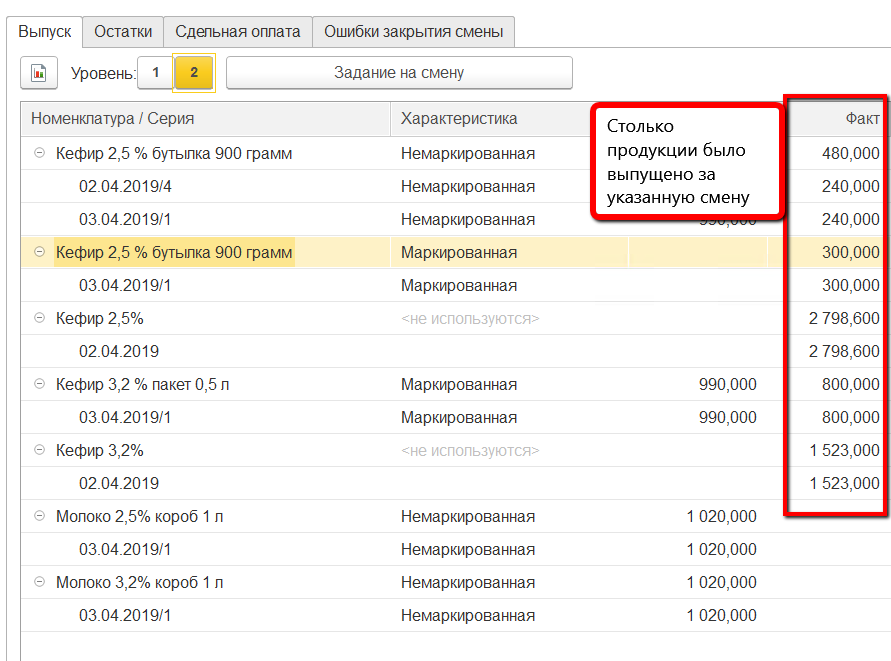 Выпуск Остатки Сдельная оплата Ошибки закрытия смены
Уровень: 1 2 Задание на смену
Номенклатура / Серия Характеристика Факт
Столько
продукции было
выпущено за
указанную смену
Кефир 2,5 % бутылка 900 грамм Немаркированная 480,000
02.04.2019/4 Немаркированная 240,000
03.04.2019/1 Немаркированная 990,000 240,000
Кефир 2,5 % бутылка 900 грамм Маркированная 300,000
03.04.2019/1 Маркированная 300,000
Кефир 2,5% <не используются> 2 798,600
02.04.2019 2 798,600
Кефир 3,2 % пакет 0,5 л Маркированная 990,000 800,000
03.04.2019/1 Маркированная 990,000 800,000
Кефир 3,2% <не используются> 1 523,000
02.04.2019 1 523,000
Молоко 2,5% короб 1 л Немаркированная 1 020,000
03.04.2019/1 Немаркированная 1 020,000
Молоко 3,2% короб 1 л Немаркированная 1 020,000
03.04.2019/1 Немаркированная 1 020,000